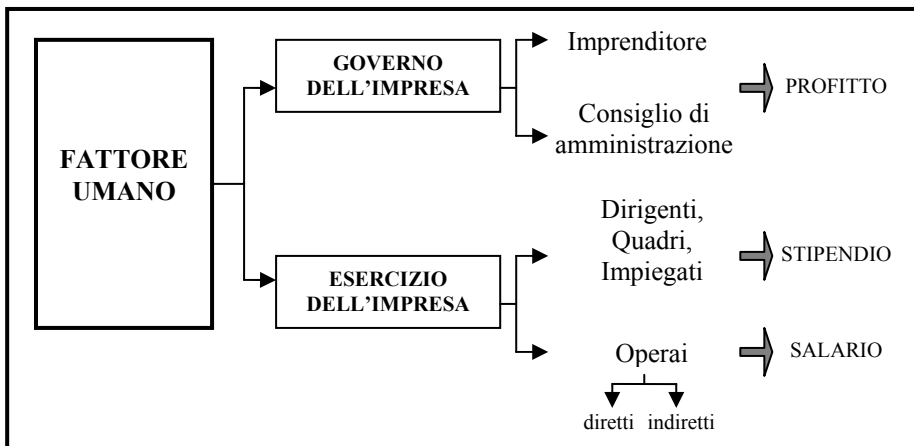 FATTORE
UMANO
GOVERNO
DELL’IMPRESA
Imprenditore
Consiglio di
amministrazione
PROFITTO
ESERCIZIO
DELL’IMPRESA
Dirigenti,
Quadri,
Impiegati
STIPENDIO
Operai
SALARIO
diretti indiretti